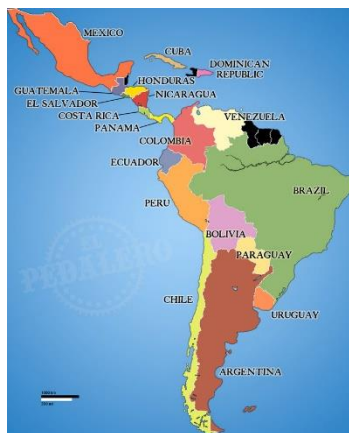 MEXICO
CUBA
DOMINICAN
REPUBLIC
HONDURAS
GUATEMALA
EL SALVADOR
NICARAGUA
COSTA RICA
PANAMA
VENEZUELA
COLOMBIA
ECUADOR
BRAZIL
PERU
BOLIVIA
PARAGUAY
CHILE
URUGUAY
ARGENTINA